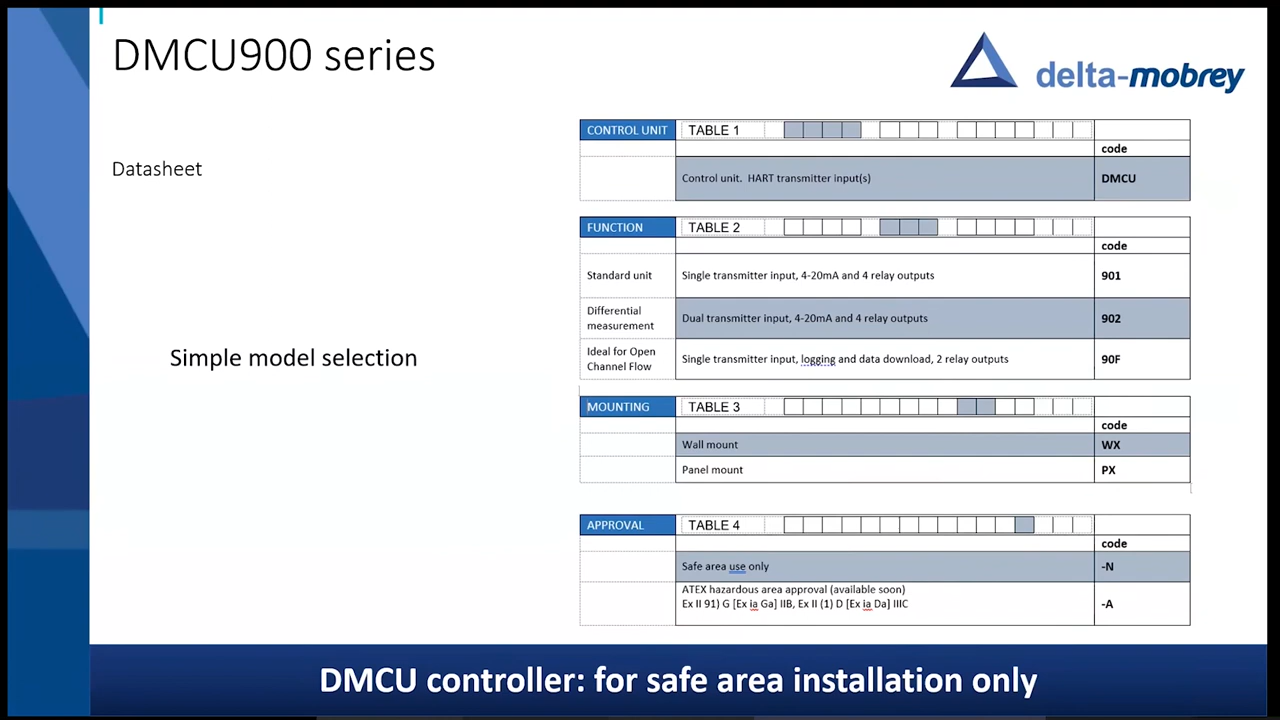 DMCU900 series
delta-mobrey
Datasheet
Simple model selection
CONTROL UNIT TABLE 1
code
Control unit. HART transmitter input(s) DMCU
FUNCTION TABLE 2
code
Standard unit Single transmitter input, 4-20mA and 4 relay outputs 901
Differential
measurement Dual transmitter input, 4-20mA and 4 relay outputs 902
Ideal for Open
Channel Flow Single transmitter input, logging and data download, 2 relay outputs 90F
MOUNTING TABLE 3
code
Wall mount WX
Panel mount PX
APPROVAL TABLE 4
code
Safe area use only -N
ATEX hazardous area approval (available soon)
Ex II 91) G [Ex ia Ga] IIB, Ex II (1) D [Ex ia Da] IIIC -A
DMCU controller: for safe area installation only